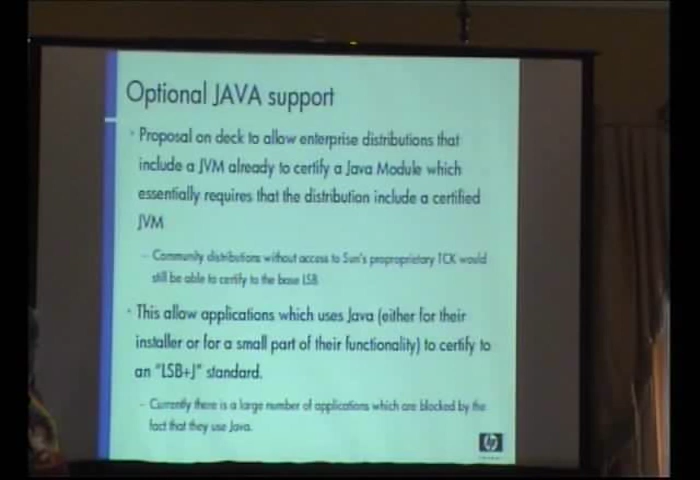 Optional JAVA support
• Proposal on deck to allow enterprise distributions that
include a JVM already to certify a Java Module which
essentially requires that the distribution include a certified
JVM
– Community distributions without access to Sun's proproprietary TCK would
still be able to certify to the base LSB
• This allow applications which uses Java (either for their
installer or for a small part of their functionality) to certify to
an "LSB+J" standard.
– Currently there is a large number of applications which are blocked by the
fact that they use Java.
hp